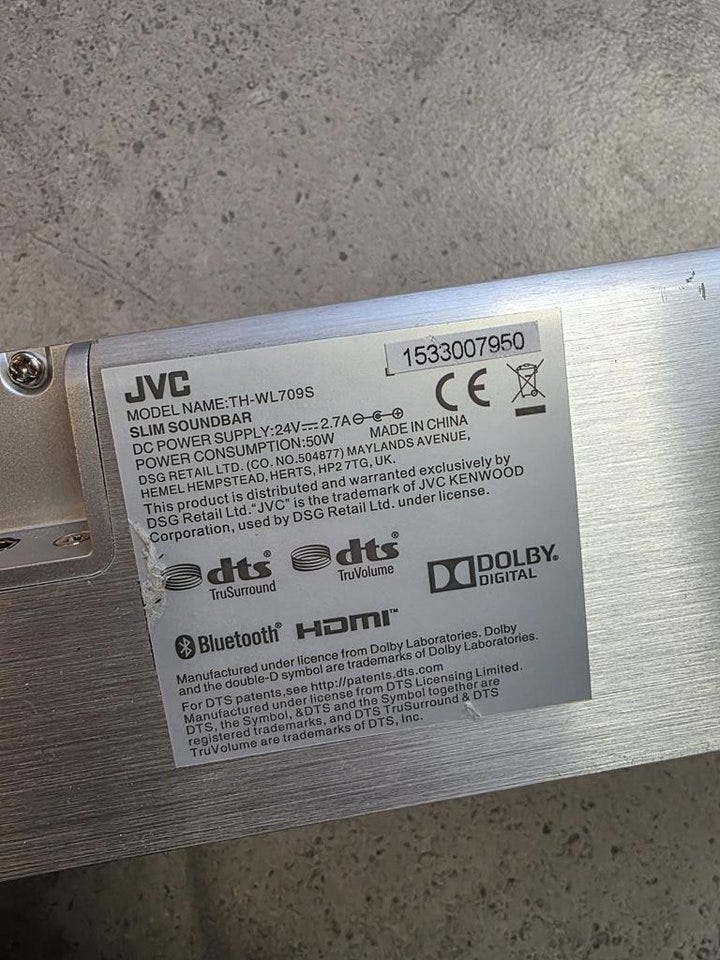 1533007950
JVC
MODEL NAME:TH-WL709S
SLIM SOUNDBAR
DC POWER SUPPLY:24V⎓2.7A
POWER CONSUMPTION:50W MADE IN CHINA
DSG RETAIL LTD. (CO. NO.504877) MAYLANDS AVENUE,
HEMEL HEMPSTEAD, HERTS, HP2 7TG, UK.
This product is distributed and warranted exclusively by
DSG Retail Ltd."JVC" is the trademark of JVC KENWOOD
Corporation, used by DSG Retail Ltd. under license.
CE
dts®
TruSurround
dts®
TruVolume
DOLBY®
DIGITAL
Bluetooth®
HDMI™
Manufactured under licence from Dolby Laboratories. Dolby
and the double-D symbol are trademarks of Dolby Laboratories.
For DTS patents,see http://patents.dts.com
Manufactured under license from DTS Licensing Limited.
DTS, the Symbol, &DTS and the Symbol together are
registered trademarks, and DTS TruSurround & DTS
TruVolume are trademarks of DTS, Inc.